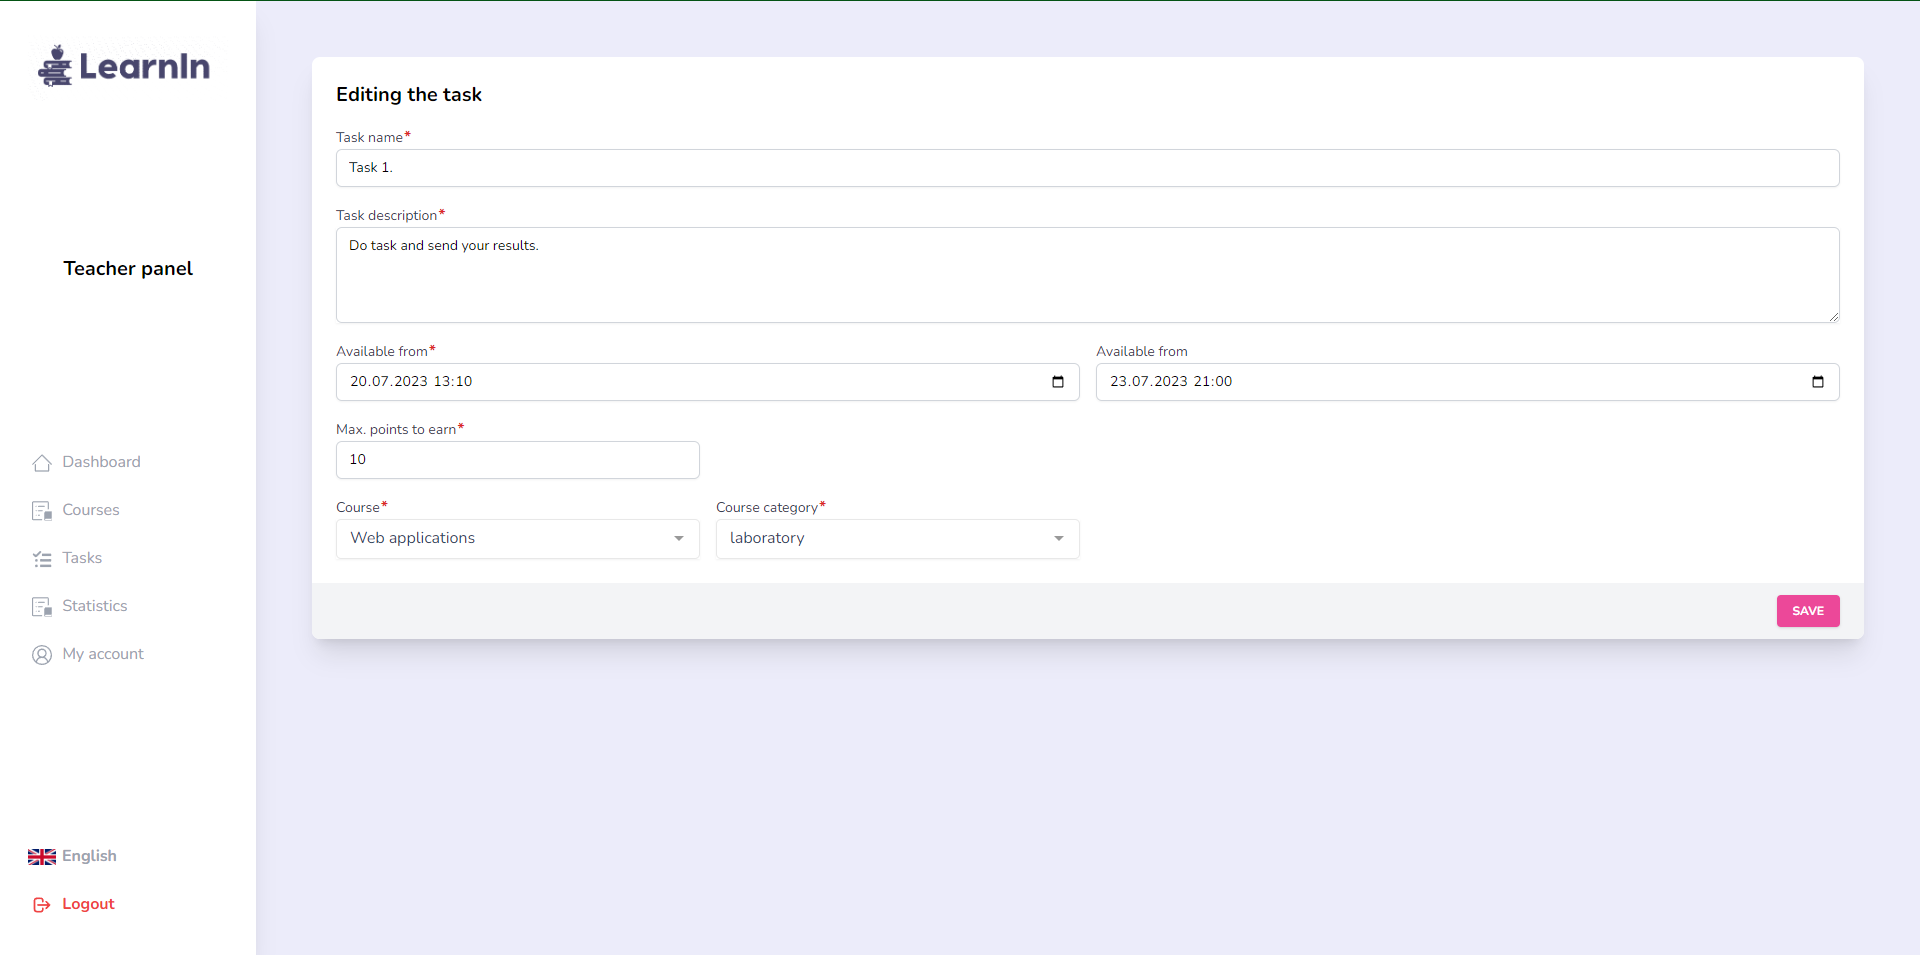 LearnIn
Teacher panel
Dashboard
Courses
Tasks
Statistics
My account
English
Logout
Editing the task
Task name*
Task 1.
Task description*
Do task and send your results.
Available from*
20.07.2023 13:10
Available from
23.07.2023 21:00
Max. points to earn*
10
Course*
Web applications
Course category*
laboratory
SAVE